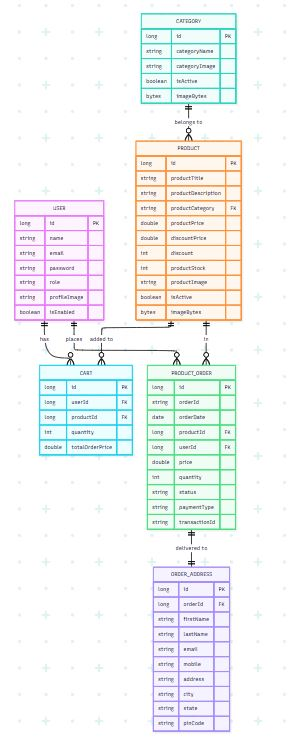 CATEGORY
long id PK
string categoryName
string categoryImage
boolean isActive
bytes imageBytes
belongs to
PRODUCT
long id PK
string productTitle
string productDescription
string productCategory FK
double productPrice
double discountPrice
int discount
int productStock
string productImage
boolean isActive
bytes imageBytes
USER
long id PK
string name
string email
string password
string role
string profileImage
boolean isEnabled
has places added to in
CART
long id PK
long userId FK
long productId FK
int quantity
double totalOrderPrice
PRODUCT_ORDER
long id PK
string orderId
date orderDate
long productId FK
long userId FK
double price
int quantity
string status
string paymentType
string transactionId
delivered to
ORDER_ADDRESS
long id PK
long orderId FK
string firstName
string lastName
string email
string mobile
string address
string city
string state
string pinCode